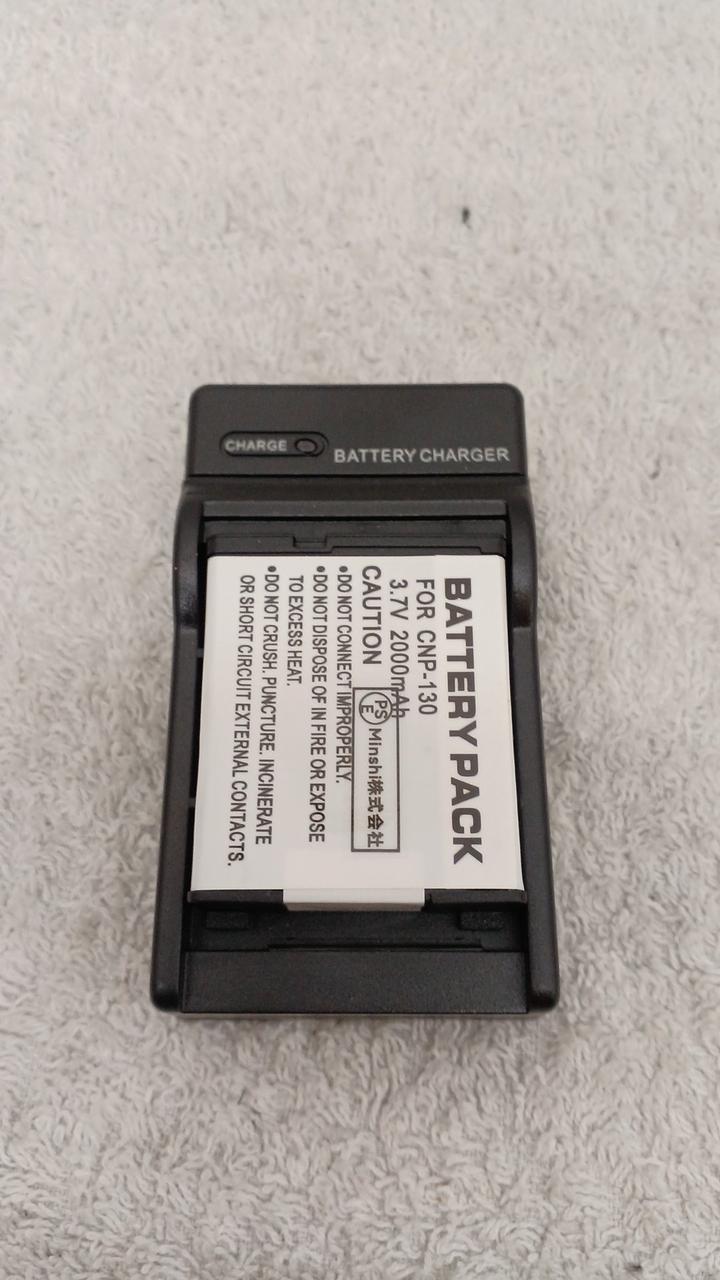 CHARGE
BATTERY CHARGER
BATTERY PACK
FOR CNP-130
3.7V 2000mAh
PS
E
Minshi株式会社
CAUTION
•DO NOT CONNECT IMPROPERLY.
•DO NOT DISPOSE OF IN FIRE OR EXPOSE
TO EXCESS HEAT.
•DO NOT CRUSH. PUNCTURE. INCINERATE
OR SHORT CIRCUIT EXTERNAL CONTACTS.